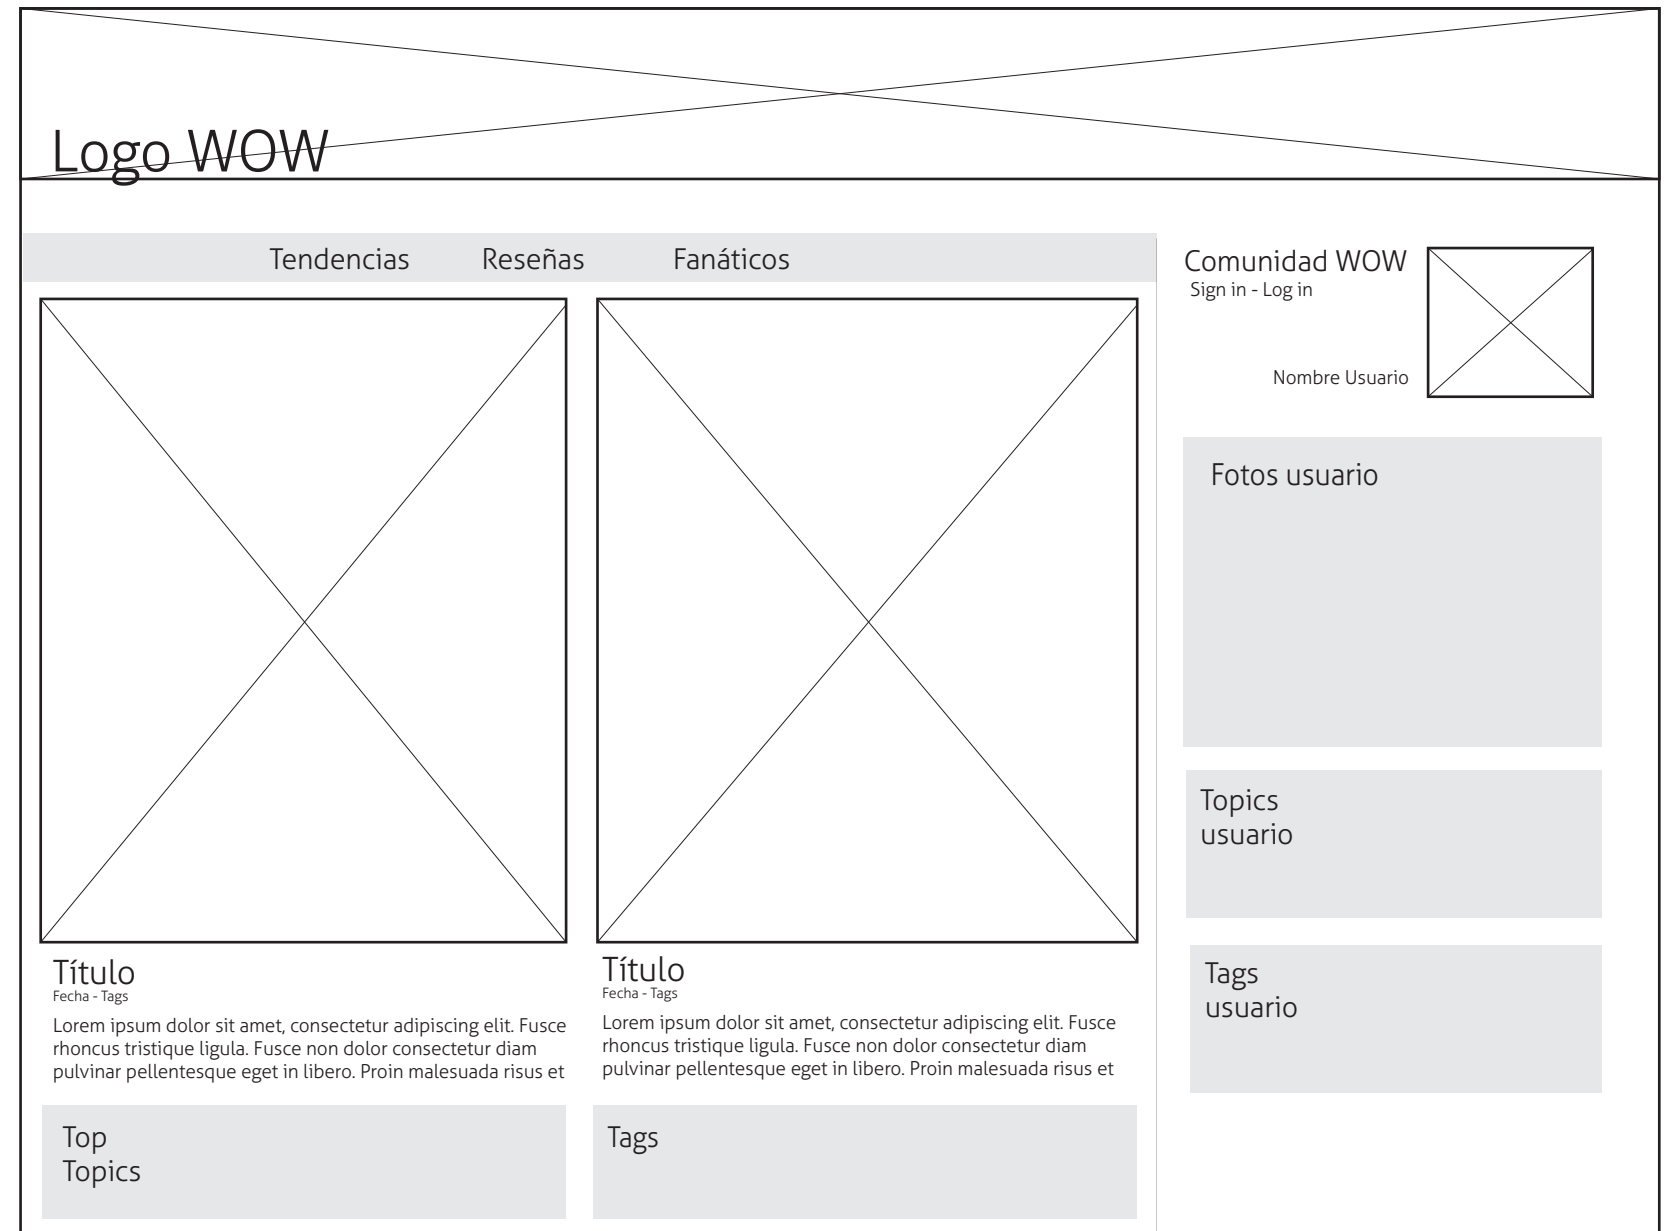 Logo WOW
Tendencias
Reseñas
Fanáticos
Título
Fecha - Tags
Lorem ipsum dolor sit amet, consectetur adipiscing elit. Fusce
rhoncus tristique ligula. Fusce non dolor consectetur diam
pulvinar pellentesque eget in libero. Proin malesuada risus et
Título
Fecha - Tags
Lorem ipsum dolor sit amet, consectetur adipiscing elit. Fusce
rhoncus tristique ligula. Fusce non dolor consectetur diam
pulvinar pellentesque eget in libero. Proin malesuada risus et
Top
Topics
Tags
Comunidad WOW
Sign in - Log in
Nombre Usuario
Fotos usuario
Topics
usuario
Tags
usuario